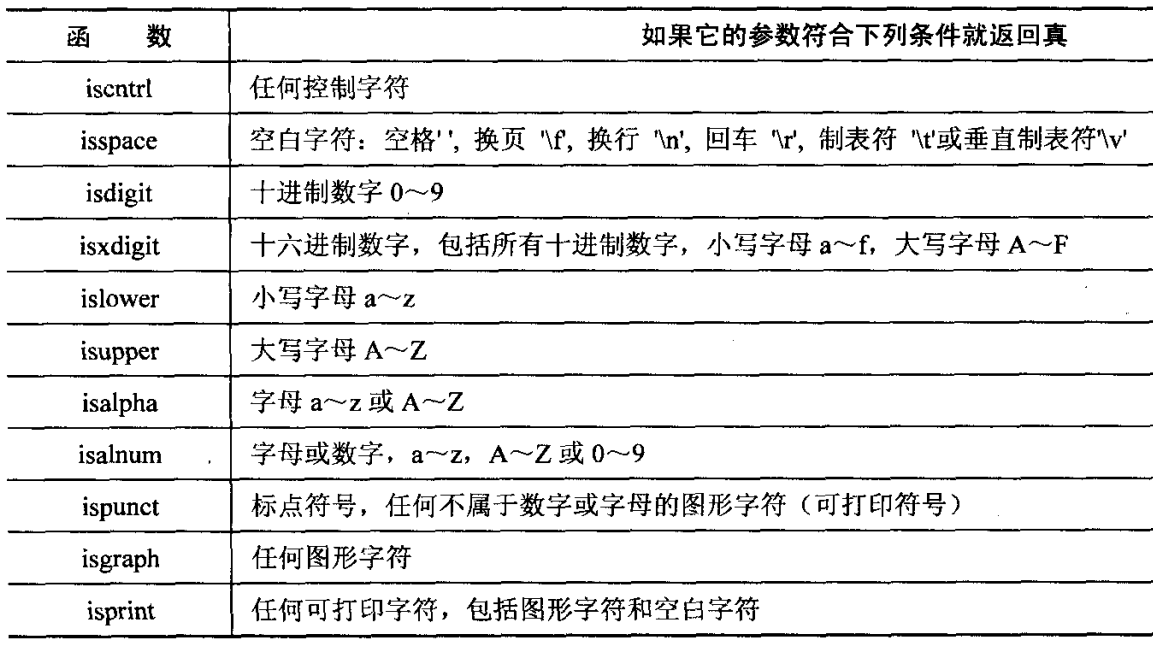 函 数 如果它的参数符合下列条件就返回真
iscntrl 任何控制字符
isspace 空白字符：空格' ', 换页 '\f', 换行 '\n', 回车 '\r', 制表符 '\t'或垂直制表符'\v'
isdigit 十进制数字 0～9
isxdigit 十六进制数字，包括所有十进制数字，小写字母 a～f，大写字母 A～F
islower 小写字母 a～z
isupper 大写字母 A～Z
isalpha 字母 a～z 或 A～Z
isalnum 字母或数字，a～z，A～Z 或 0～9
ispunct 标点符号，任何不属于数字或字母的图形字符（可打印符号）
isgraph 任何图形字符
isprint 任何可打印字符，包括图形字符和空白字符